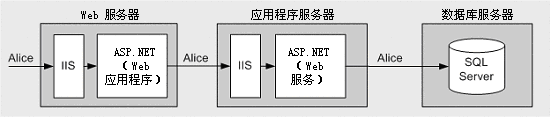 Web 服务器
应用程序服务器
数据库服务器
Alice
IIS
ASP.NET
（Web
应用程序）
Alice
IIS
ASP.NET
（Web
服务）
Alice
SQL
Server